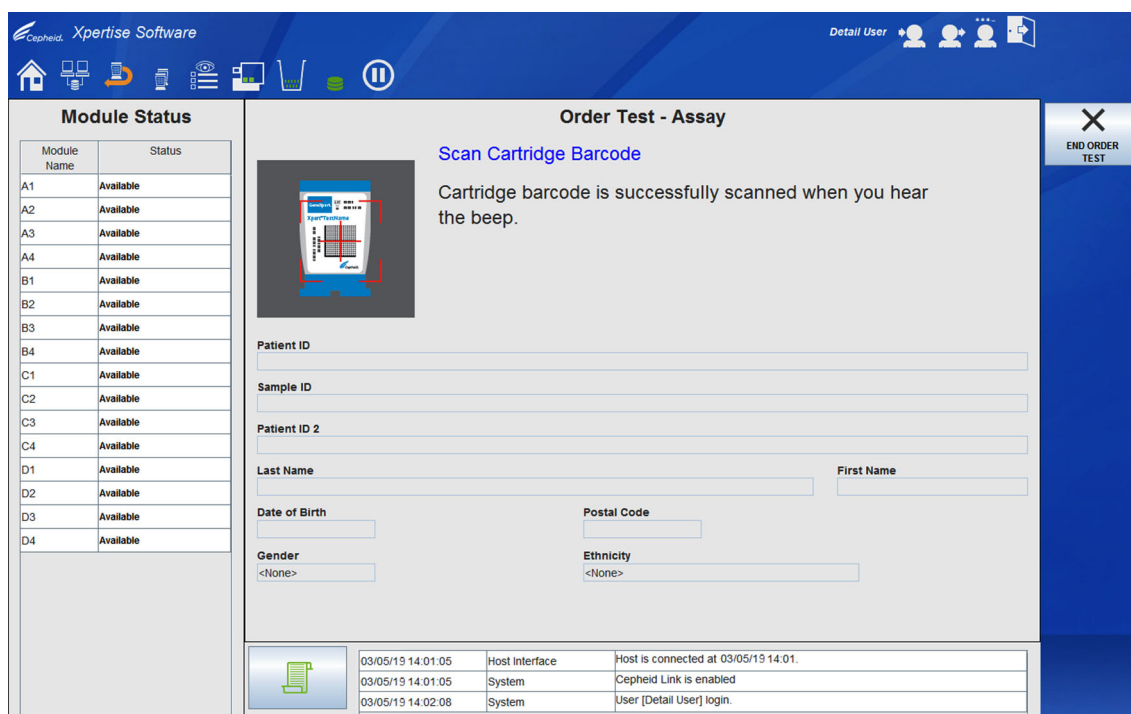 Cepheid. Xpertise Software
Detail User
Module Status
Module Name
Status
A1 Available
A2 Available
A3 Available
A4 Available
B1 Available
B2 Available
B3 Available
B4 Available
C1 Available
C2 Available
C3 Available
C4 Available
D1 Available
D2 Available
D3 Available
D4 Available
Order Test - Assay
Scan Cartridge Barcode
Cartridge barcode is successfully scanned when you hear
the beep.
GeneXpert
Xpert TestName
Cepheid
Patient ID
Sample ID
Patient ID 2
Last Name
First Name
Date of Birth
Postal Code
Gender
Ethnicity
<None>
<None>
03/05/19 14:01:05 Host Interface Host is connected at 03/05/19 14:01.
03/05/19 14:01:05 System Cepheid Link is enabled
03/05/19 14:02:08 System User [Detail User] login.
END ORDER
TEST